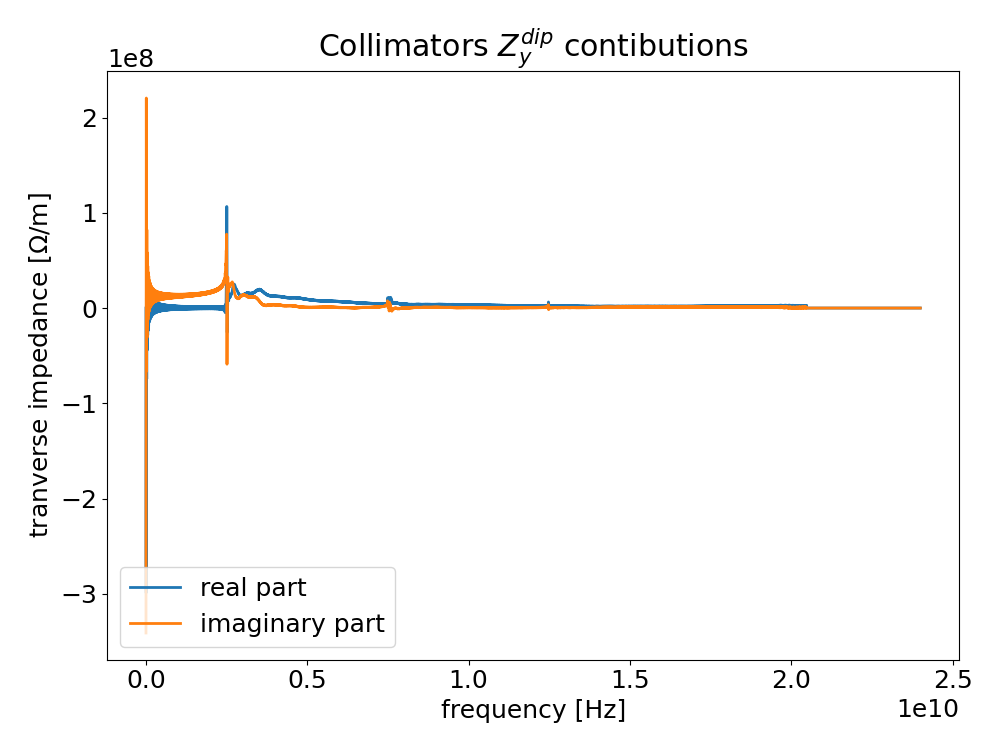 Collimators $Z_y^{dip}$ contibutions
1e8
2
1
0
−1
−2
−3
tranverse impedance [Ω/m]
real part
imaginary part
0.0 0.5 1.0 1.5 2.0 2.5
frequency [Hz]
1e10